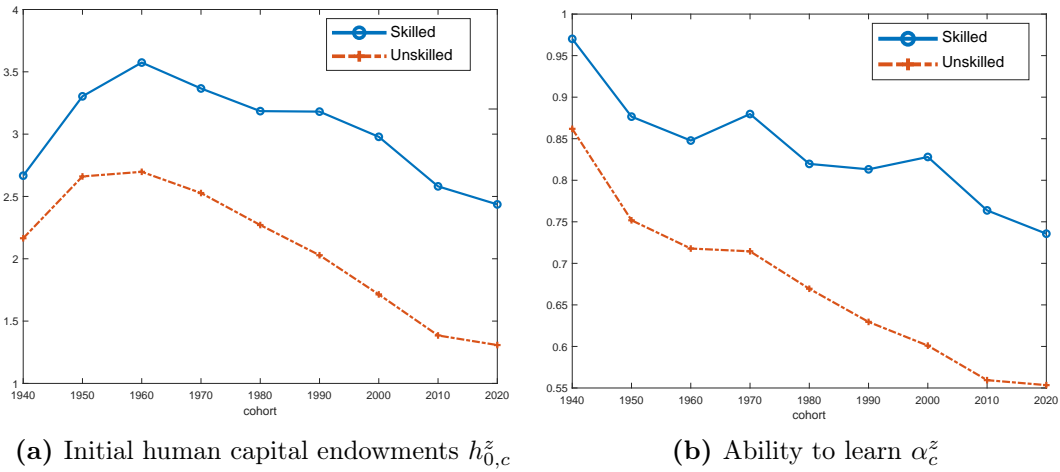 4
3.5
3
2.5
2
1.5
1
Skilled
Unskilled
1940 1950 1960 1970 1980 1990 2000 2010 2020
cohort
(a) Initial human capital endowments h^z_{0,c}
1
0.95
0.9
0.85
0.8
0.75
0.7
0.65
0.6
0.55
Skilled
Unskilled
1940 1950 1960 1970 1980 1990 2000 2010 2020
cohort
(b) Ability to learn α^z_c